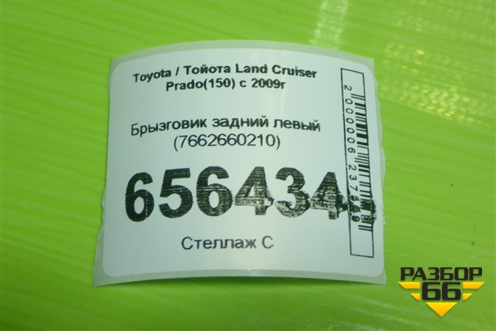 Toyota / Тойота Land Cruiser
Prado(150) с 2009г
Брызговик задний левый
(7662660210)
656434
Стеллаж С
РАЗБОР
66